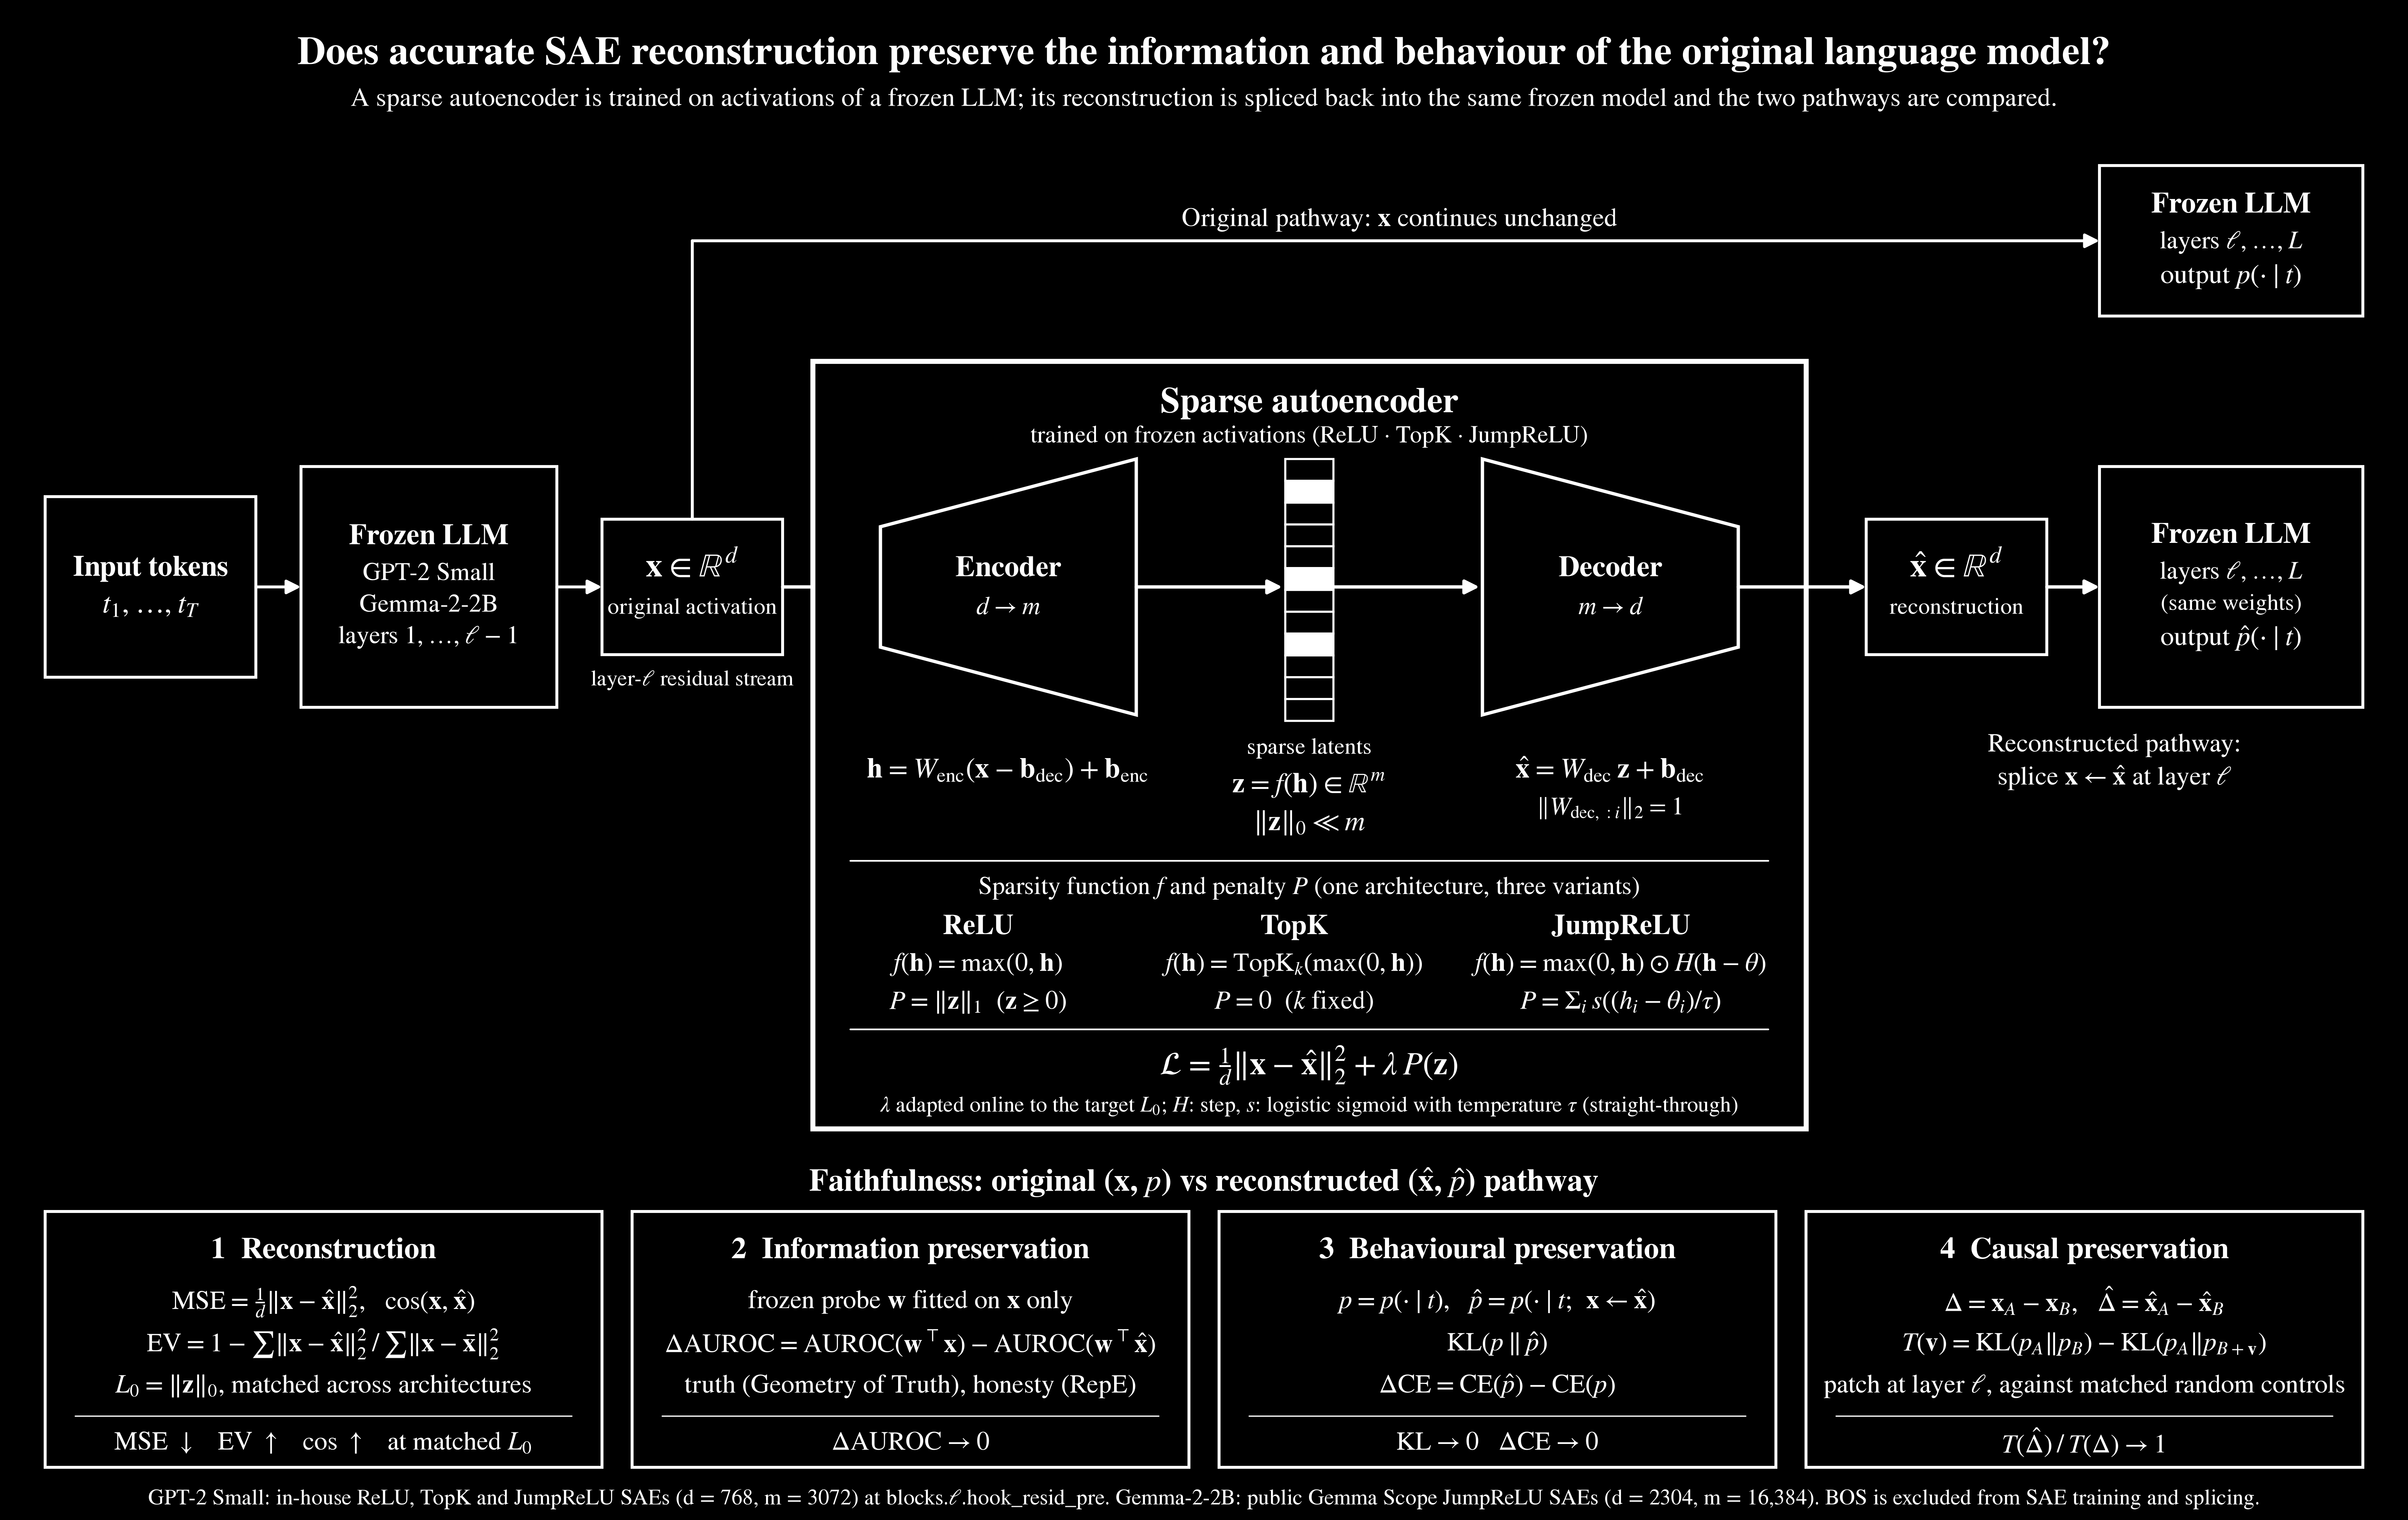 Does accurate SAE reconstruction preserve the information and behaviour of the original language model?
A sparse autoencoder is trained on activations of a frozen LLM; its reconstruction is spliced back into the same frozen model and the two pathways are compared.
Original pathway: x continues unchanged
Frozen LLM
layers ℓ, …, L
output p(· | t)
Input tokens
t₁, …, t_T
Frozen LLM
GPT-2 Small
Gemma-2-2B
layers 1, …, ℓ − 1
x ∈ ℝ^d
original activation
layer-ℓ residual stream
Sparse autoencoder
trained on frozen activations (ReLU · TopK · JumpReLU)
Encoder
d → m
h = W_enc(x − b_dec) + b_enc
sparse latents
z = f(h) ∈ ℝ^m
‖z‖₀ ≪ m
Decoder
m → d
x̂ = W_dec z + b_dec
‖W_dec, :i‖₂ = 1
Sparsity function f and penalty P (one architecture, three variants)
ReLU
f(h) = max(0, h)
P = ‖z‖₁ (z ≥ 0)
TopK
f(h) = TopK_k(max(0, h))
P = 0 (k fixed)
JumpReLU
f(h) = max(0, h) ⊙ H(h − θ)
P = Σ_i s((h_i − θ_i)/τ)
ℒ = 1/d ‖x − x̂‖₂² + λ P(z)
λ adapted online to the target L₀; H: step, s: logistic sigmoid with temperature τ (straight-through)
x̂ ∈ ℝ^d
reconstruction
Frozen LLM
layers ℓ, …, L
(same weights)
output p̂(· | t)
Reconstructed pathway:
splice x ← x̂ at layer ℓ
Faithfulness: original (x, p) vs reconstructed (x̂, p̂) pathway
1 Reconstruction
MSE = 1/d ‖x − x̂‖₂², cos(x, x̂)
EV = 1 − ∑‖x − x̂‖₂² / ∑‖x − x̄‖₂²
L₀ = ‖z‖₀, matched across architectures
MSE ↓ EV ↑ cos ↑ at matched L₀
2 Information preservation
frozen probe w fitted on x only
ΔAUROC = AUROC(w^⊤ x) − AUROC(w^⊤ x̂)
truth (Geometry of Truth), honesty (RepE)
ΔAUROC → 0
3 Behavioural preservation
p = p(· | t), p̂ = p(· | t; x ← x̂)
KL(p ‖ p̂)
ΔCE = CE(p̂) − CE(p)
KL → 0 ΔCE → 0
4 Causal preservation
Δ = x_A − x_B, Δ̂ = x̂_A − x̂_B
T(v) = KL(p_A‖p_B) − KL(p_A‖p_{B + v})
patch at layer ℓ, against matched random controls
T(Δ̂) / T(Δ) → 1
GPT-2 Small: in-house ReLU, TopK and JumpReLU SAEs (d = 768, m = 3072) at blocks.ℓ.hook_resid_pre. Gemma-2-2B: public Gemma Scope JumpReLU SAEs (d = 2304, m = 16,384). BOS is excluded from SAE training and splicing.